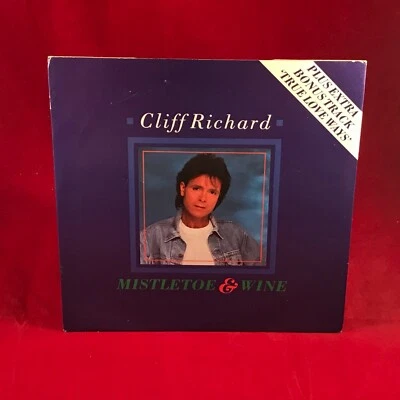 PLUS EXTRA
BONUS TRACK
'TRUE LOVE WAYS'
Cliff Richard
MISTLETOE & WINE